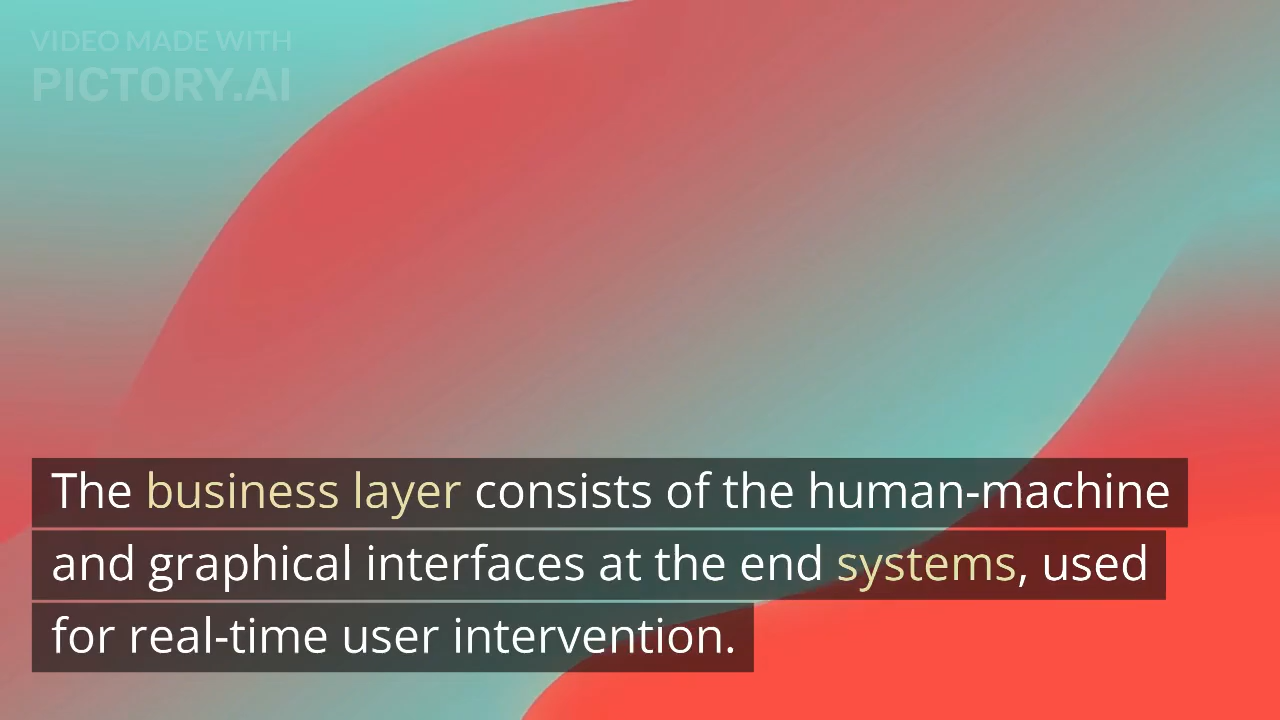 VIDEO MADE WITH
PICTORY.AI
The business layer consists of the human-machine
and graphical interfaces at the end systems, used
for real-time user intervention.